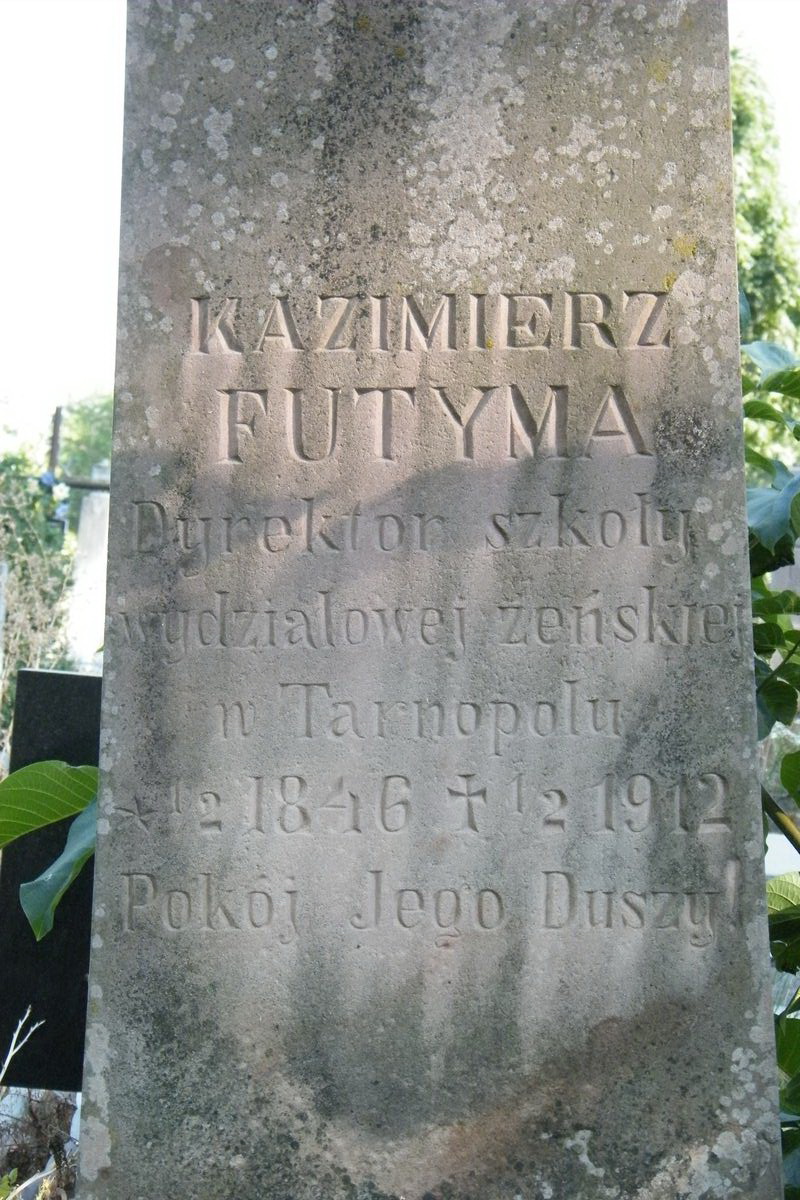 KAZIMIERZ
FUTYMA
Dyrektor szkoły
wydziałowej żeńskiej
w Tarnopolu
* 1/2 1846 † 1/2 1912
Pokój Jego Duszy!